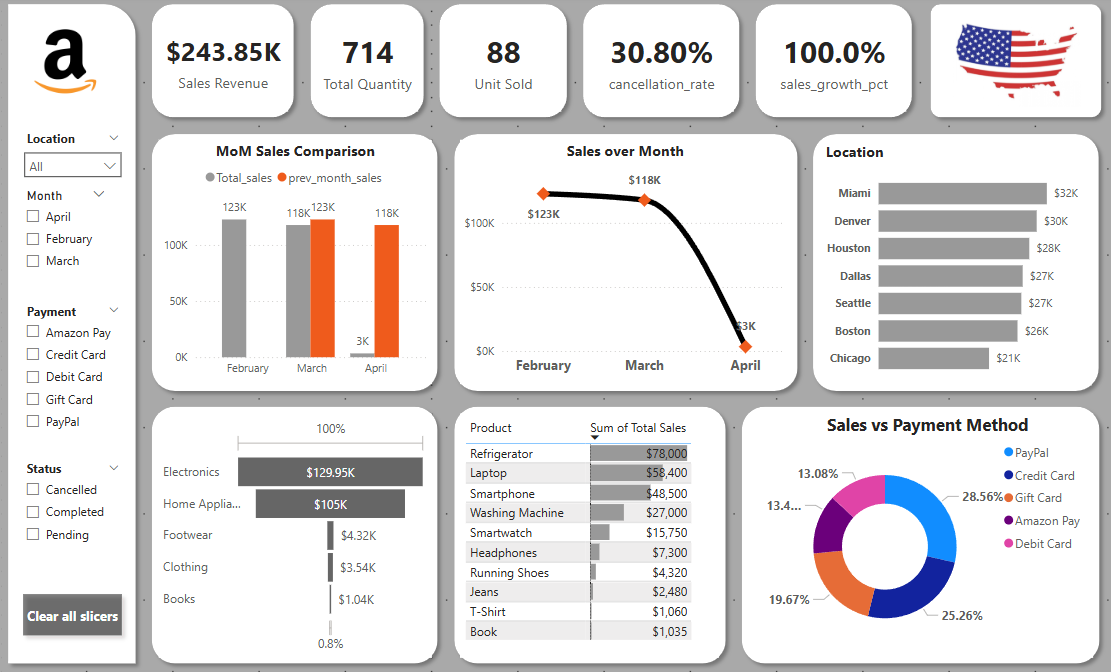 a
$243.85K
Sales Revenue
714
Total Quantity
88
Unit Sold
30.80%
cancellation_rate
100.0%
sales_growth_pct
Location
All
Month
April
February
March
Payment
Amazon Pay
Credit Card
Debit Card
Gift Card
PayPal
Status
Cancelled
Completed
Pending
Clear all slicers
MoM Sales Comparison
Total_sales prev_month_sales
123K
118K 123K
118K
3K
100K
50K
0K
February March April
Sales over Month
$118K
$123K
$3K
$100K
$50K
$0K
February March April
Location
Miami $32K
Denver $30K
Houston $28K
Dallas $27K
Seattle $27K
Boston $26K
Chicago $21K
100%
Electronics $129.95K
Home Applia... $105K
Footwear $4.32K
Clothing $3.54K
Books $1.04K
0.8%
Product Sum of Total Sales
Refrigerator $78,000
Laptop $58,400
Smartphone $48,500
Washing Machine $27,000
Smartwatch $15,750
Headphones $7,300
Running Shoes $4,320
Jeans $2,480
T-Shirt $1,060
Book $1,035
Sales vs Payment Method
13.08%
13.4...
19.67%
28.56%
25.26%
PayPal
Credit Card
Gift Card
Amazon Pay
Debit Card